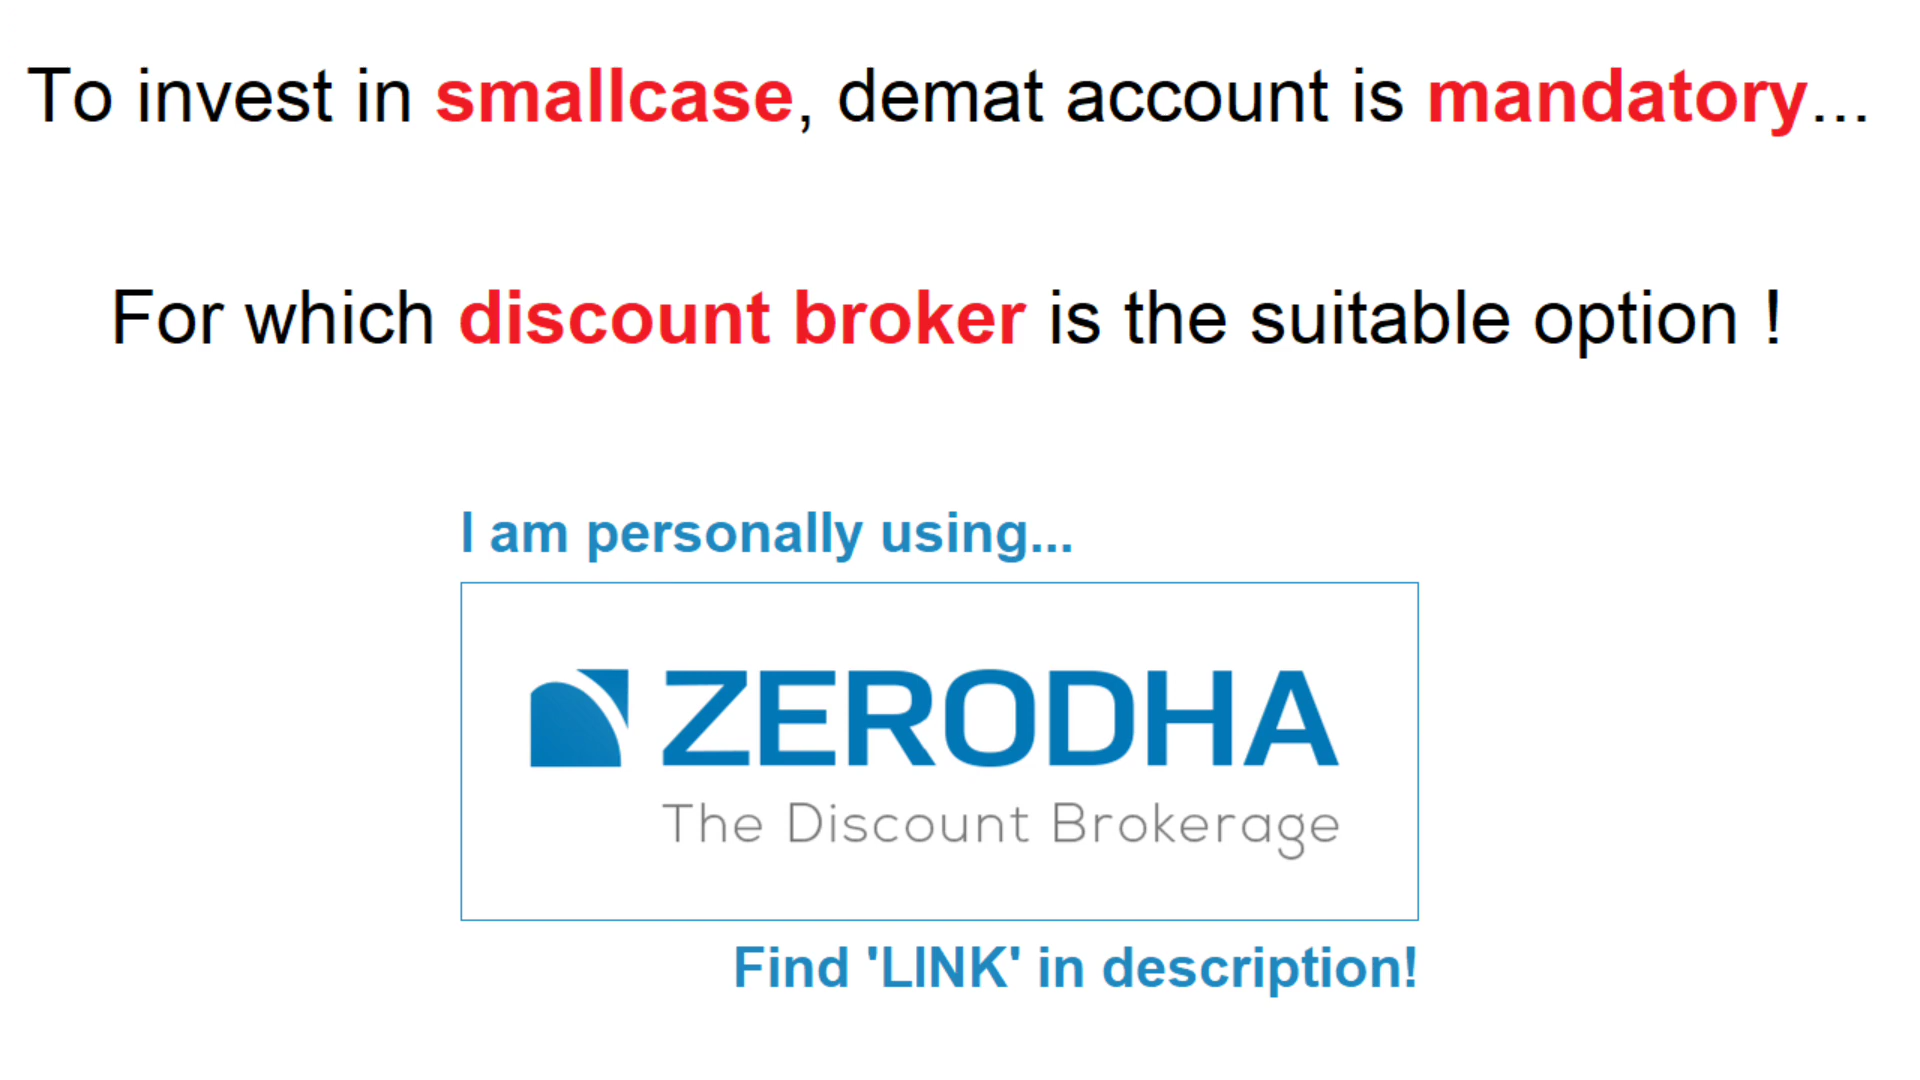 To invest in smallcase, demat account is mandatory...
For which discount broker is the suitable option !
I am personally using...
ZERODHA
The Discount Brokerage
Find 'LINK' in description!